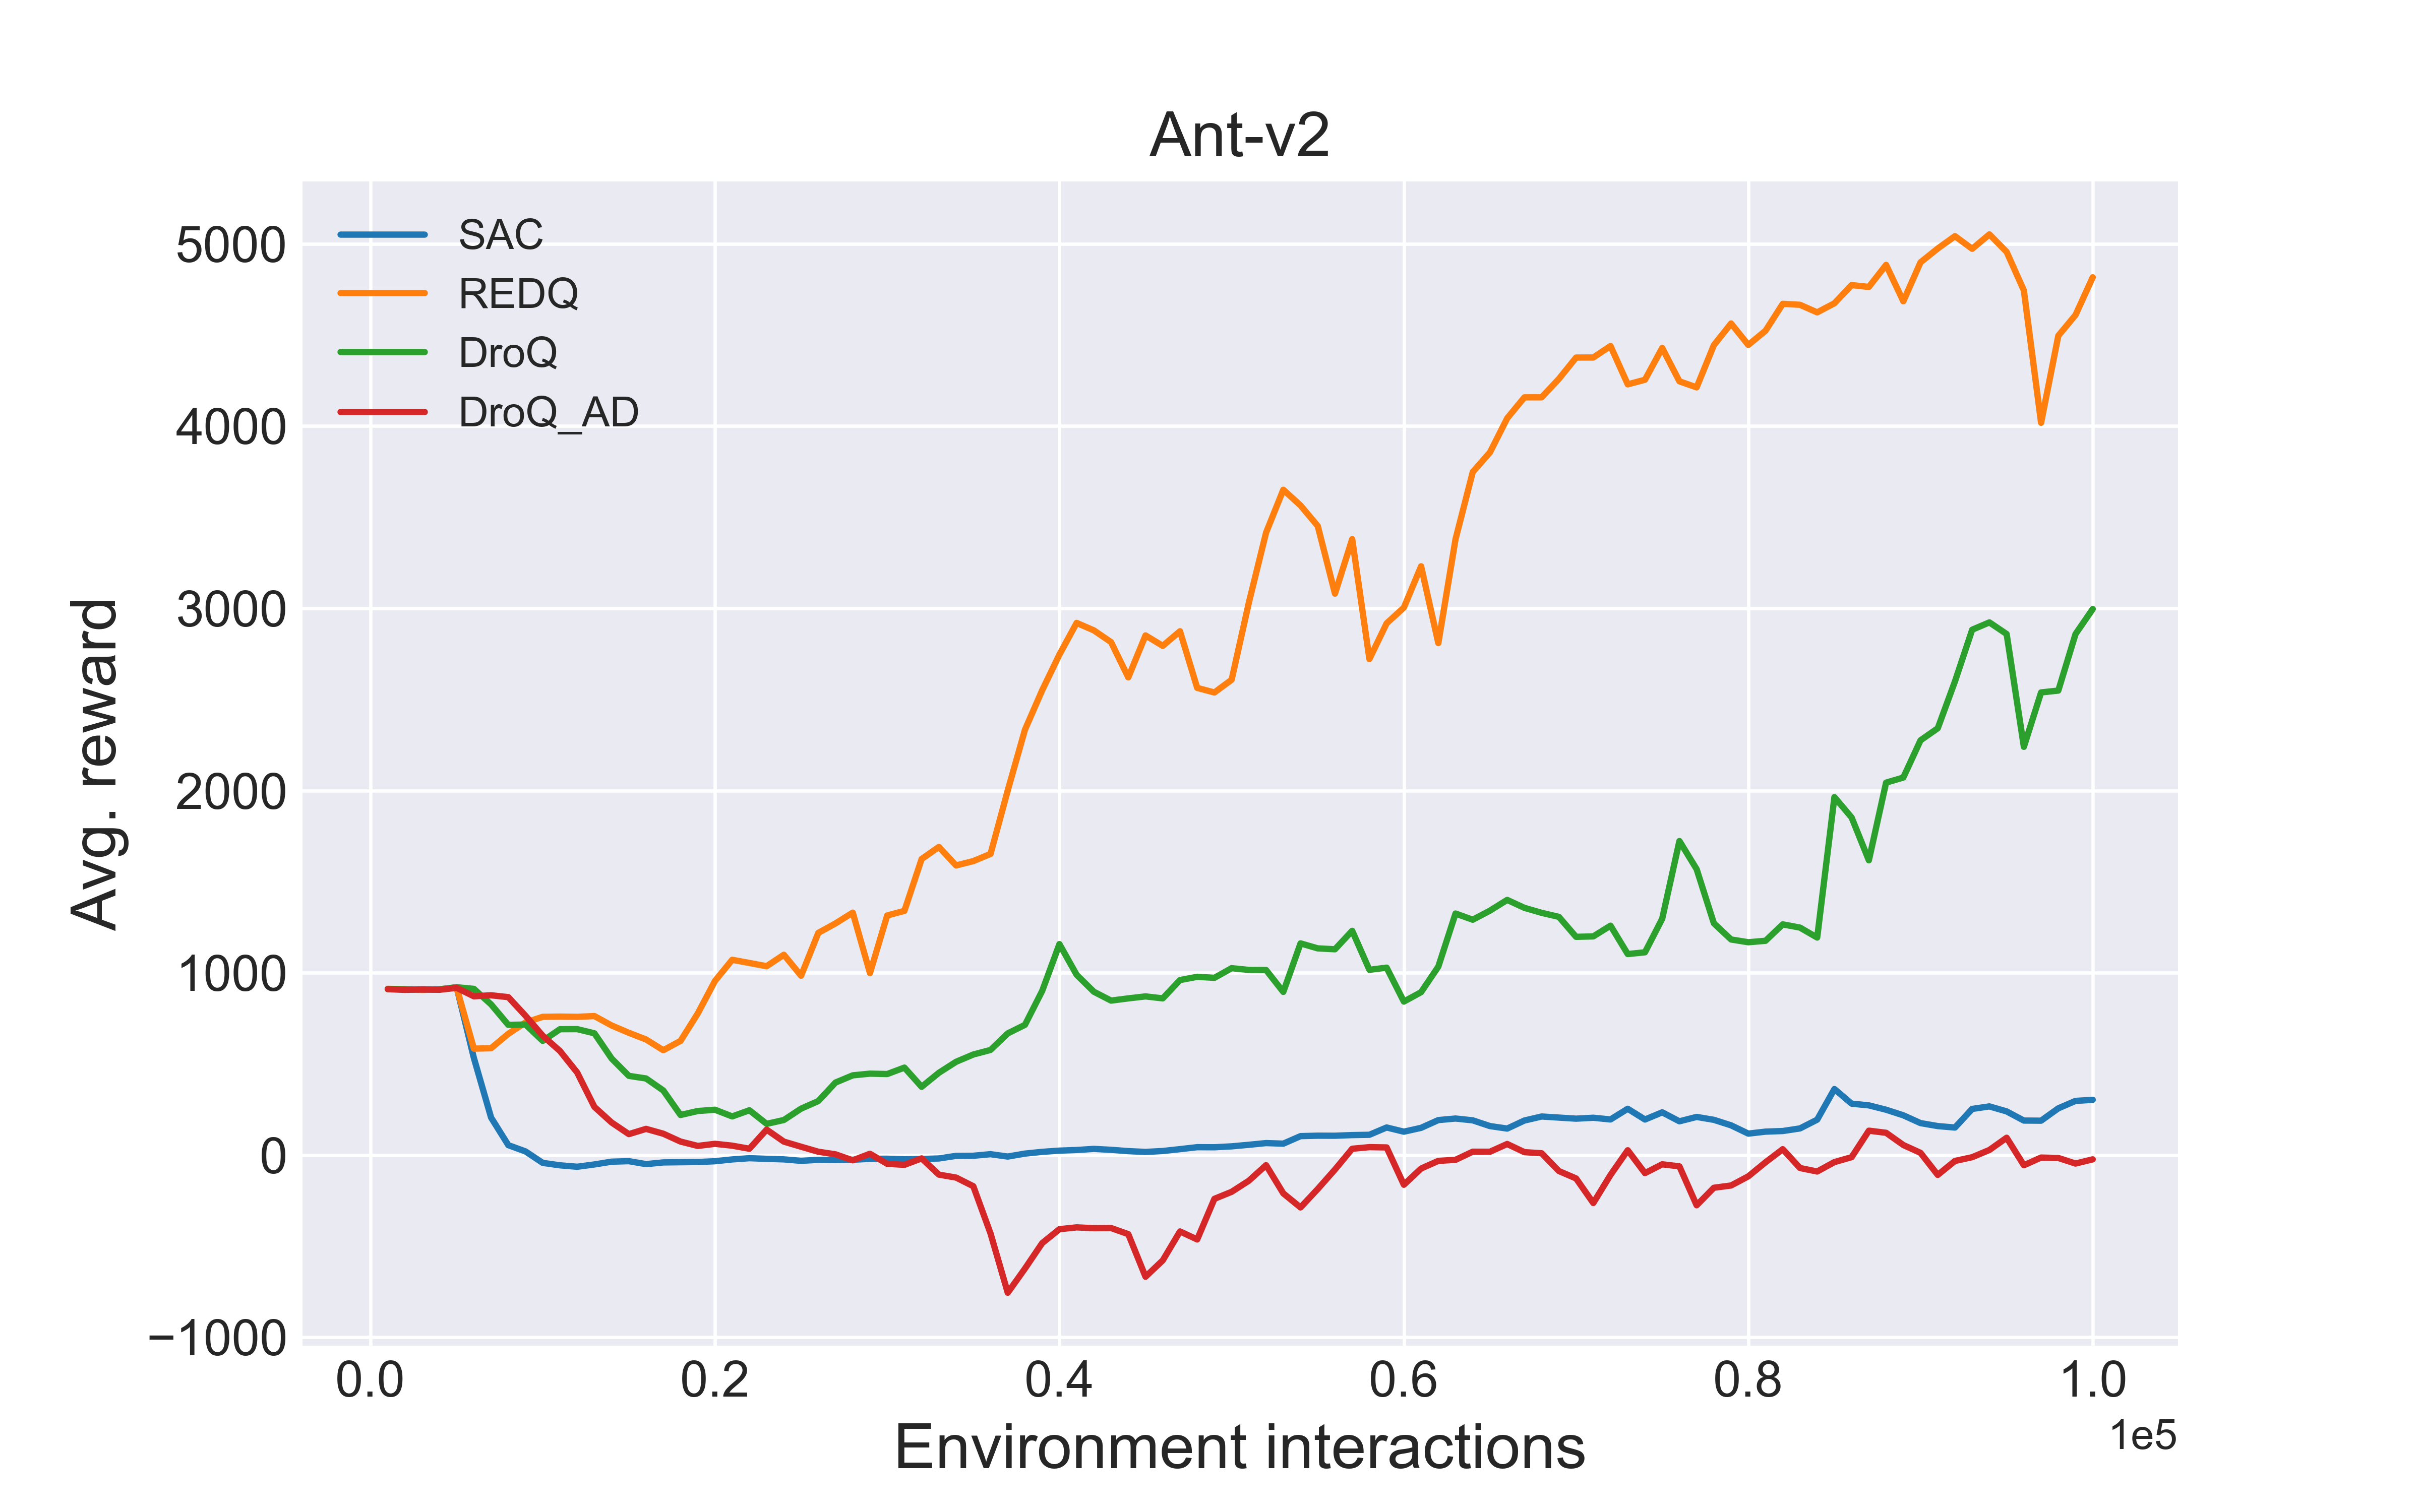 Ant-v2
SAC
REDQ
DroQ
DroQ_AD
5000
4000
3000
2000
1000
0
−1000
Avg. reward
0.0 0.2 0.4 0.6 0.8 1.0
1e5
Environment interactions